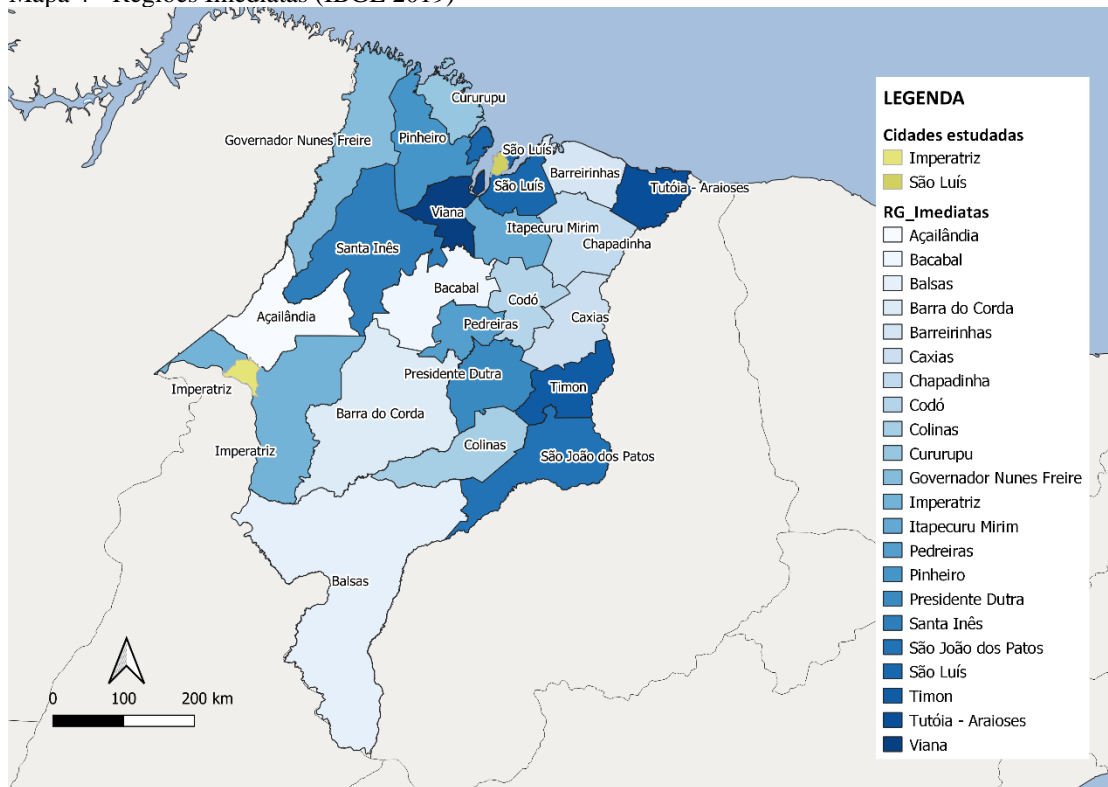 Mapa 4 - Regiões Imediatas (IBGE 2019)
Cururupu
Governador Nunes Freire
Pinheiro
São Luís
São Luís
Barreirinhas
Tutóia - Araioses
Viana
Itapecuru Mirim
Chapadinha
Santa Inês
Bacabal
Codó
Açailândia
Pedreiras
Caxias
Presidente Dutra
Timon
Imperatriz
Barra do Corda
Colinas
Imperatriz
São João dos Patos
Balsas
0 100 200 km
LEGENDA
Cidades estudadas
Imperatriz
São Luís
RG_Imediatas
Açailândia
Bacabal
Balsas
Barra do Corda
Barreirinhas
Caxias
Chapadinha
Codó
Colinas
Cururupu
Governador Nunes Freire
Imperatriz
Itapecuru Mirim
Pedreiras
Pinheiro
Presidente Dutra
Santa Inês
São João dos Patos
São Luís
Timon
Tutóia - Araioses
Viana